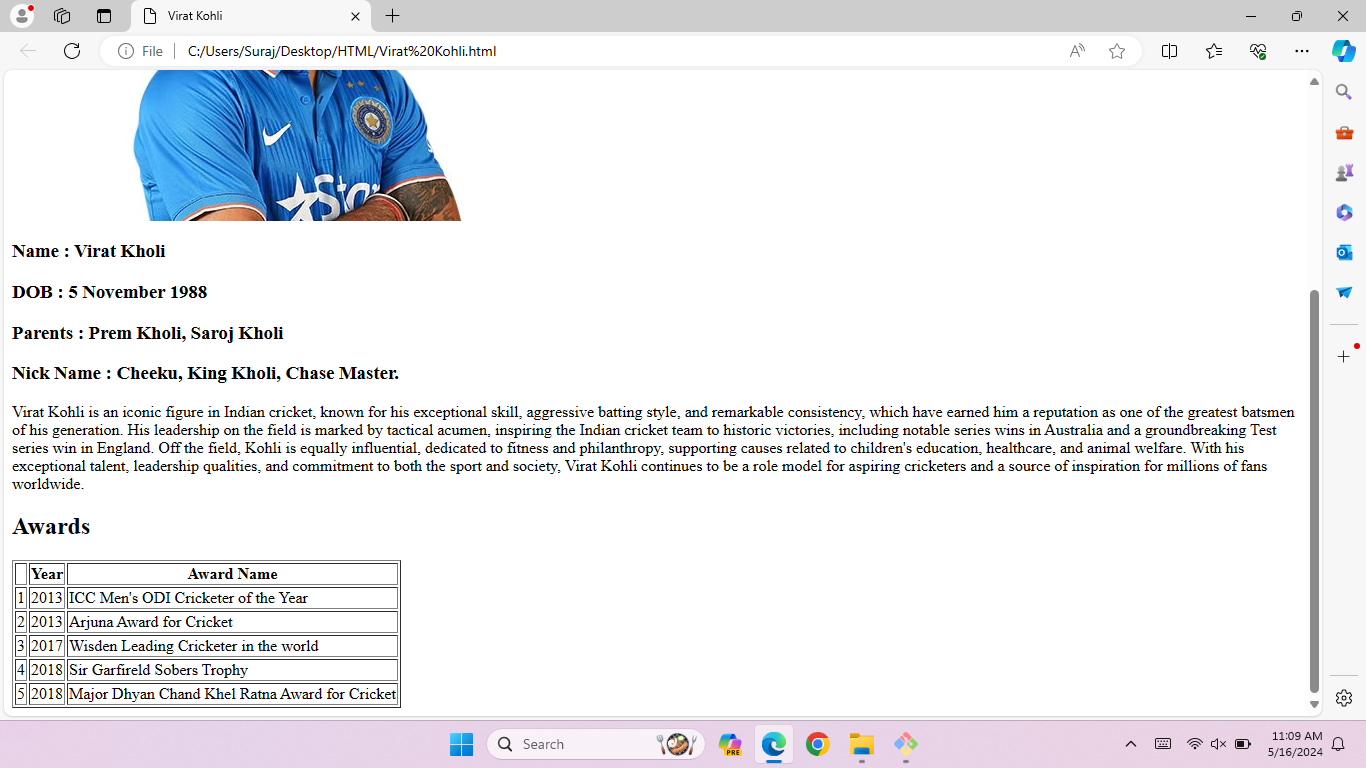 Virat Kohli
File
C:/Users/Suraj/Desktop/HTML/Virat%20Kohli.html
Star
Name : Virat Kholi
DOB : 5 November 1988
Parents : Prem Kholi, Saroj Kholi
Nick Name : Cheeku, King Kholi, Chase Master.
Virat Kohli is an iconic figure in Indian cricket, known for his exceptional skill, aggressive batting style, and remarkable consistency, which have earned him a reputation as one of the greatest batsmen
of his generation. His leadership on the field is marked by tactical acumen, inspiring the Indian cricket team to historic victories, including notable series wins in Australia and a groundbreaking Test
series win in England. Off the field, Kohli is equally influential, dedicated to fitness and philanthropy, supporting causes related to children's education, healthcare, and animal welfare. With his
exceptional talent, leadership qualities, and commitment to both the sport and society, Virat Kohli continues to be a role model for aspiring cricketers and a source of inspiration for millions of fans
worldwide.
Awards
Year Award Name
1 2013 ICC Men's ODI Cricketer of the Year
2 2013 Arjuna Award for Cricket
3 2017 Wisden Leading Cricketer in the world
4 2018 Sir Garfireld Sobers Trophy
5 2018 Major Dhyan Chand Khel Ratna Award for Cricket
Search
PRE
11:09 AM
5/16/2024